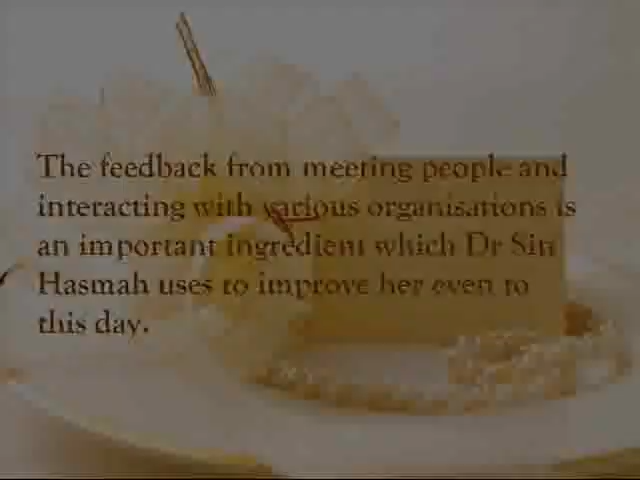 The feedback from meeting people and
interacting with various organisations is
an important ingredient which Dr Siti
Hasmah uses to improve her even to
this day.